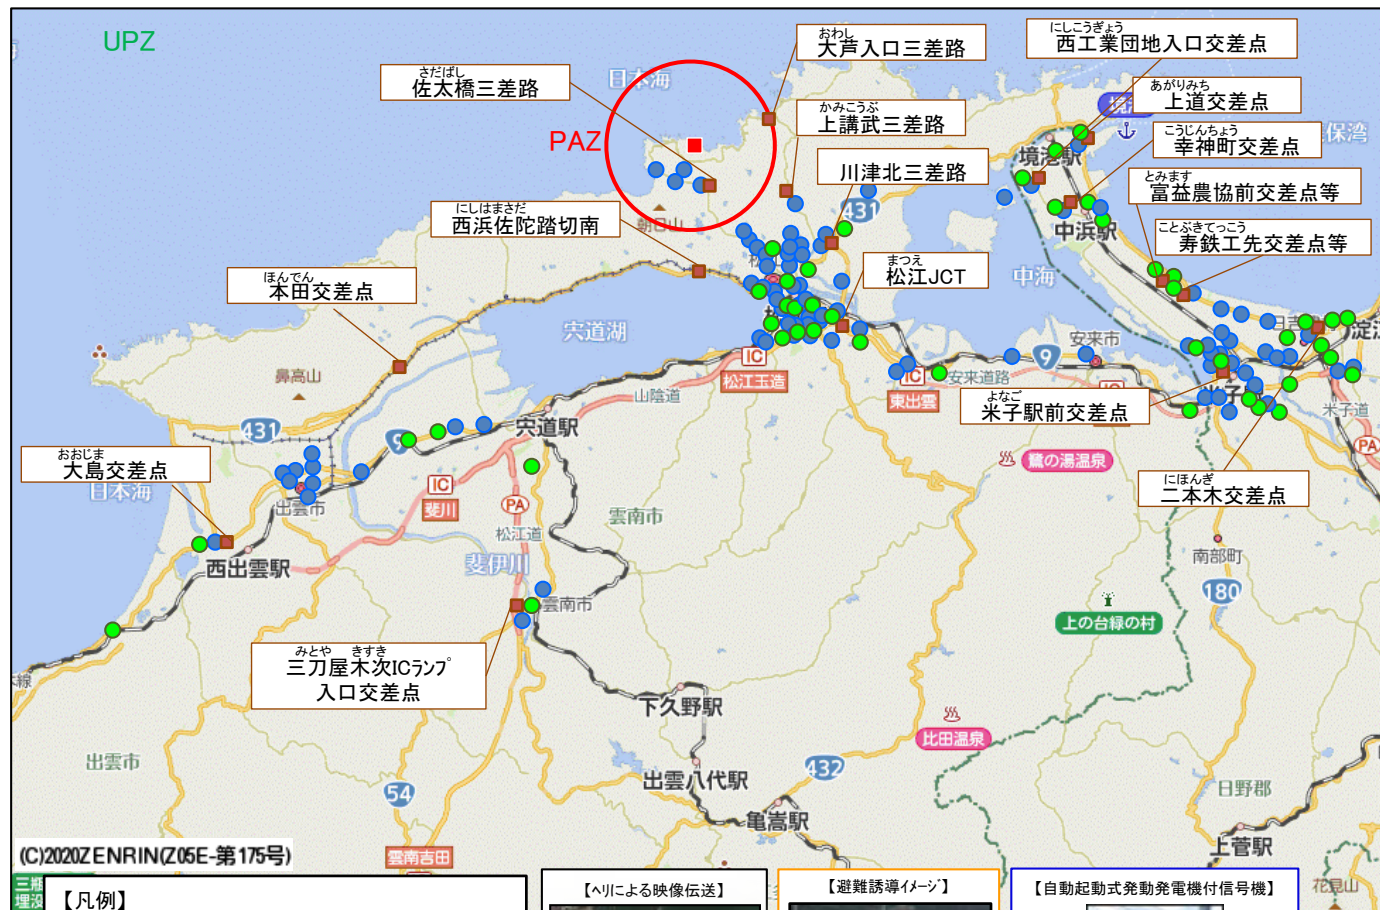 UPZ
PAZ
おわし
大芦入口三差路
にしこうぎょう
西工業団地入口交差点
さだばし
佐太橋三差路
日本海
あがりみち
上道交差点
かみこうぶ
上講武三差路
こうじんちょう
幸神町交差点
境港駅
川津北三差路
とみます
富益農協前交差点等
431
にしはまさだ
西浜佐陀踏切南
朝日山
中浜駅
ことぶきてっこう
寿鉄工先交差点等
まつえ
松江JCT
中海
ほんでん
本田交差点
宍道湖
安来市
9
IC
松江玉造
鼻高山
山陰道
IC
東出雲
安来道路
よなご
米子駅前交差点
米子道
431
9
宍道駅
PA
おおじま
大島交差点
日本海
鷺の湯温泉
にほんぎ
二本木交差点
IC
斐川
出雲市
PA
雲南市
松江道
南部町
西出雲駅
斐伊川
180
雲南市
上の台緑の村
みとや きすき
三刀屋木次ICランプ
入口交差点
下久野駅
比田温泉
出雲市
出雲八代駅
432
54
日野郡
亀嵩駅
上菅駅
(C)2020ZENRIN(Z05E-第175号)
雲南吉田
花見山
【凡例】
【ヘリによる映像伝送】
【避難誘導イメージ】
【自動起動式発動発電機付信号機】